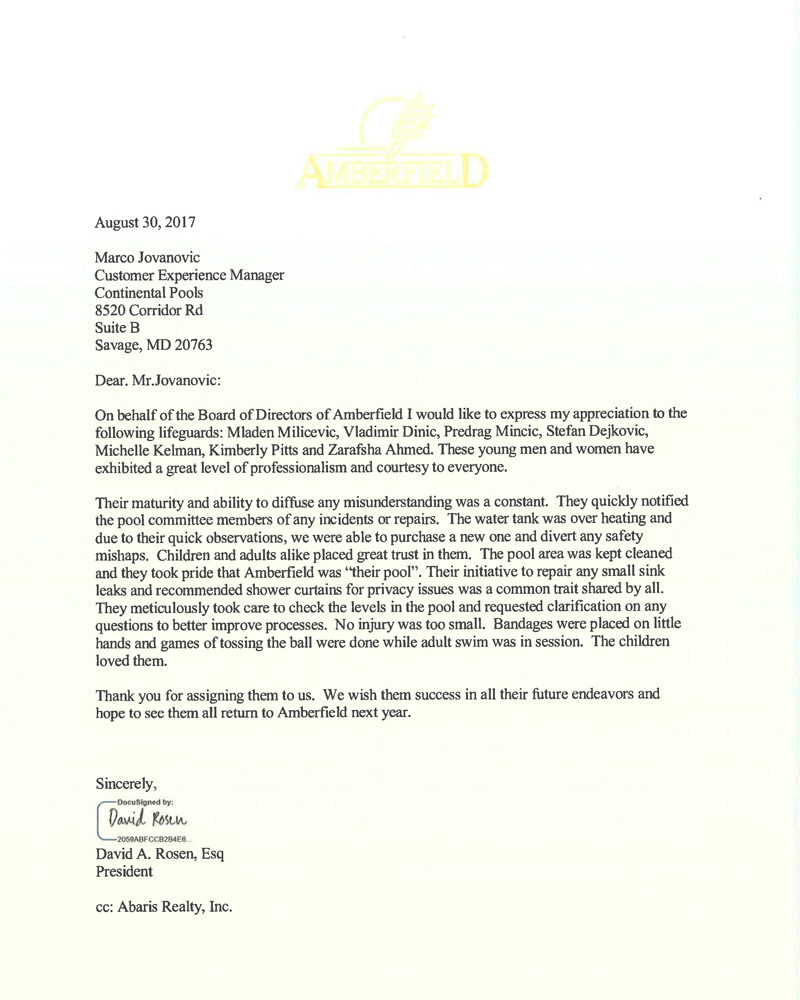 AMBERFIELD
August 30, 2017
Marco Jovanovic
Customer Experience Manager
Continental Pools
8520 Corridor Rd
Suite B
Savage, MD 20763
Dear. Mr.Jovanovic:
On behalf of the Board of Directors of Amberfield I would like to express my appreciation to the
following lifeguards: Mladen Milicevic, Vladimir Dinic, Predrag Mincic, Stefan Dejkovic,
Michelle Kelman, Kimberly Pitts and Zarafsha Ahmed. These young men and women have
exhibited a great level of professionalism and courtesy to everyone.
Their maturity and ability to diffuse any misunderstanding was a constant. They quickly notified
the pool committee members of any incidents or repairs. The water tank was over heating and
due to their quick observations, we were able to purchase a new one and divert any safety
mishaps. Children and adults alike placed great trust in them. The pool area was kept cleaned
and they took pride that Amberfield was “their pool”. Their initiative to repair any small sink
leaks and recommended shower curtains for privacy issues was a common trait shared by all.
They meticulously took care to check the levels in the pool and requested clarification on any
questions to better improve processes. No injury was too small. Bandages were placed on little
hands and games of tossing the ball were done while adult swim was in session. The children
loved them.
Thank you for assigning them to us. We wish them success in all their future endeavors and
hope to see them all return to Amberfield next year.
Sincerely,
DocuSigned by:
David Rosen
2059ABFCCB2B4E6...
David A. Rosen, Esq
President
cc: Abaris Realty, Inc.